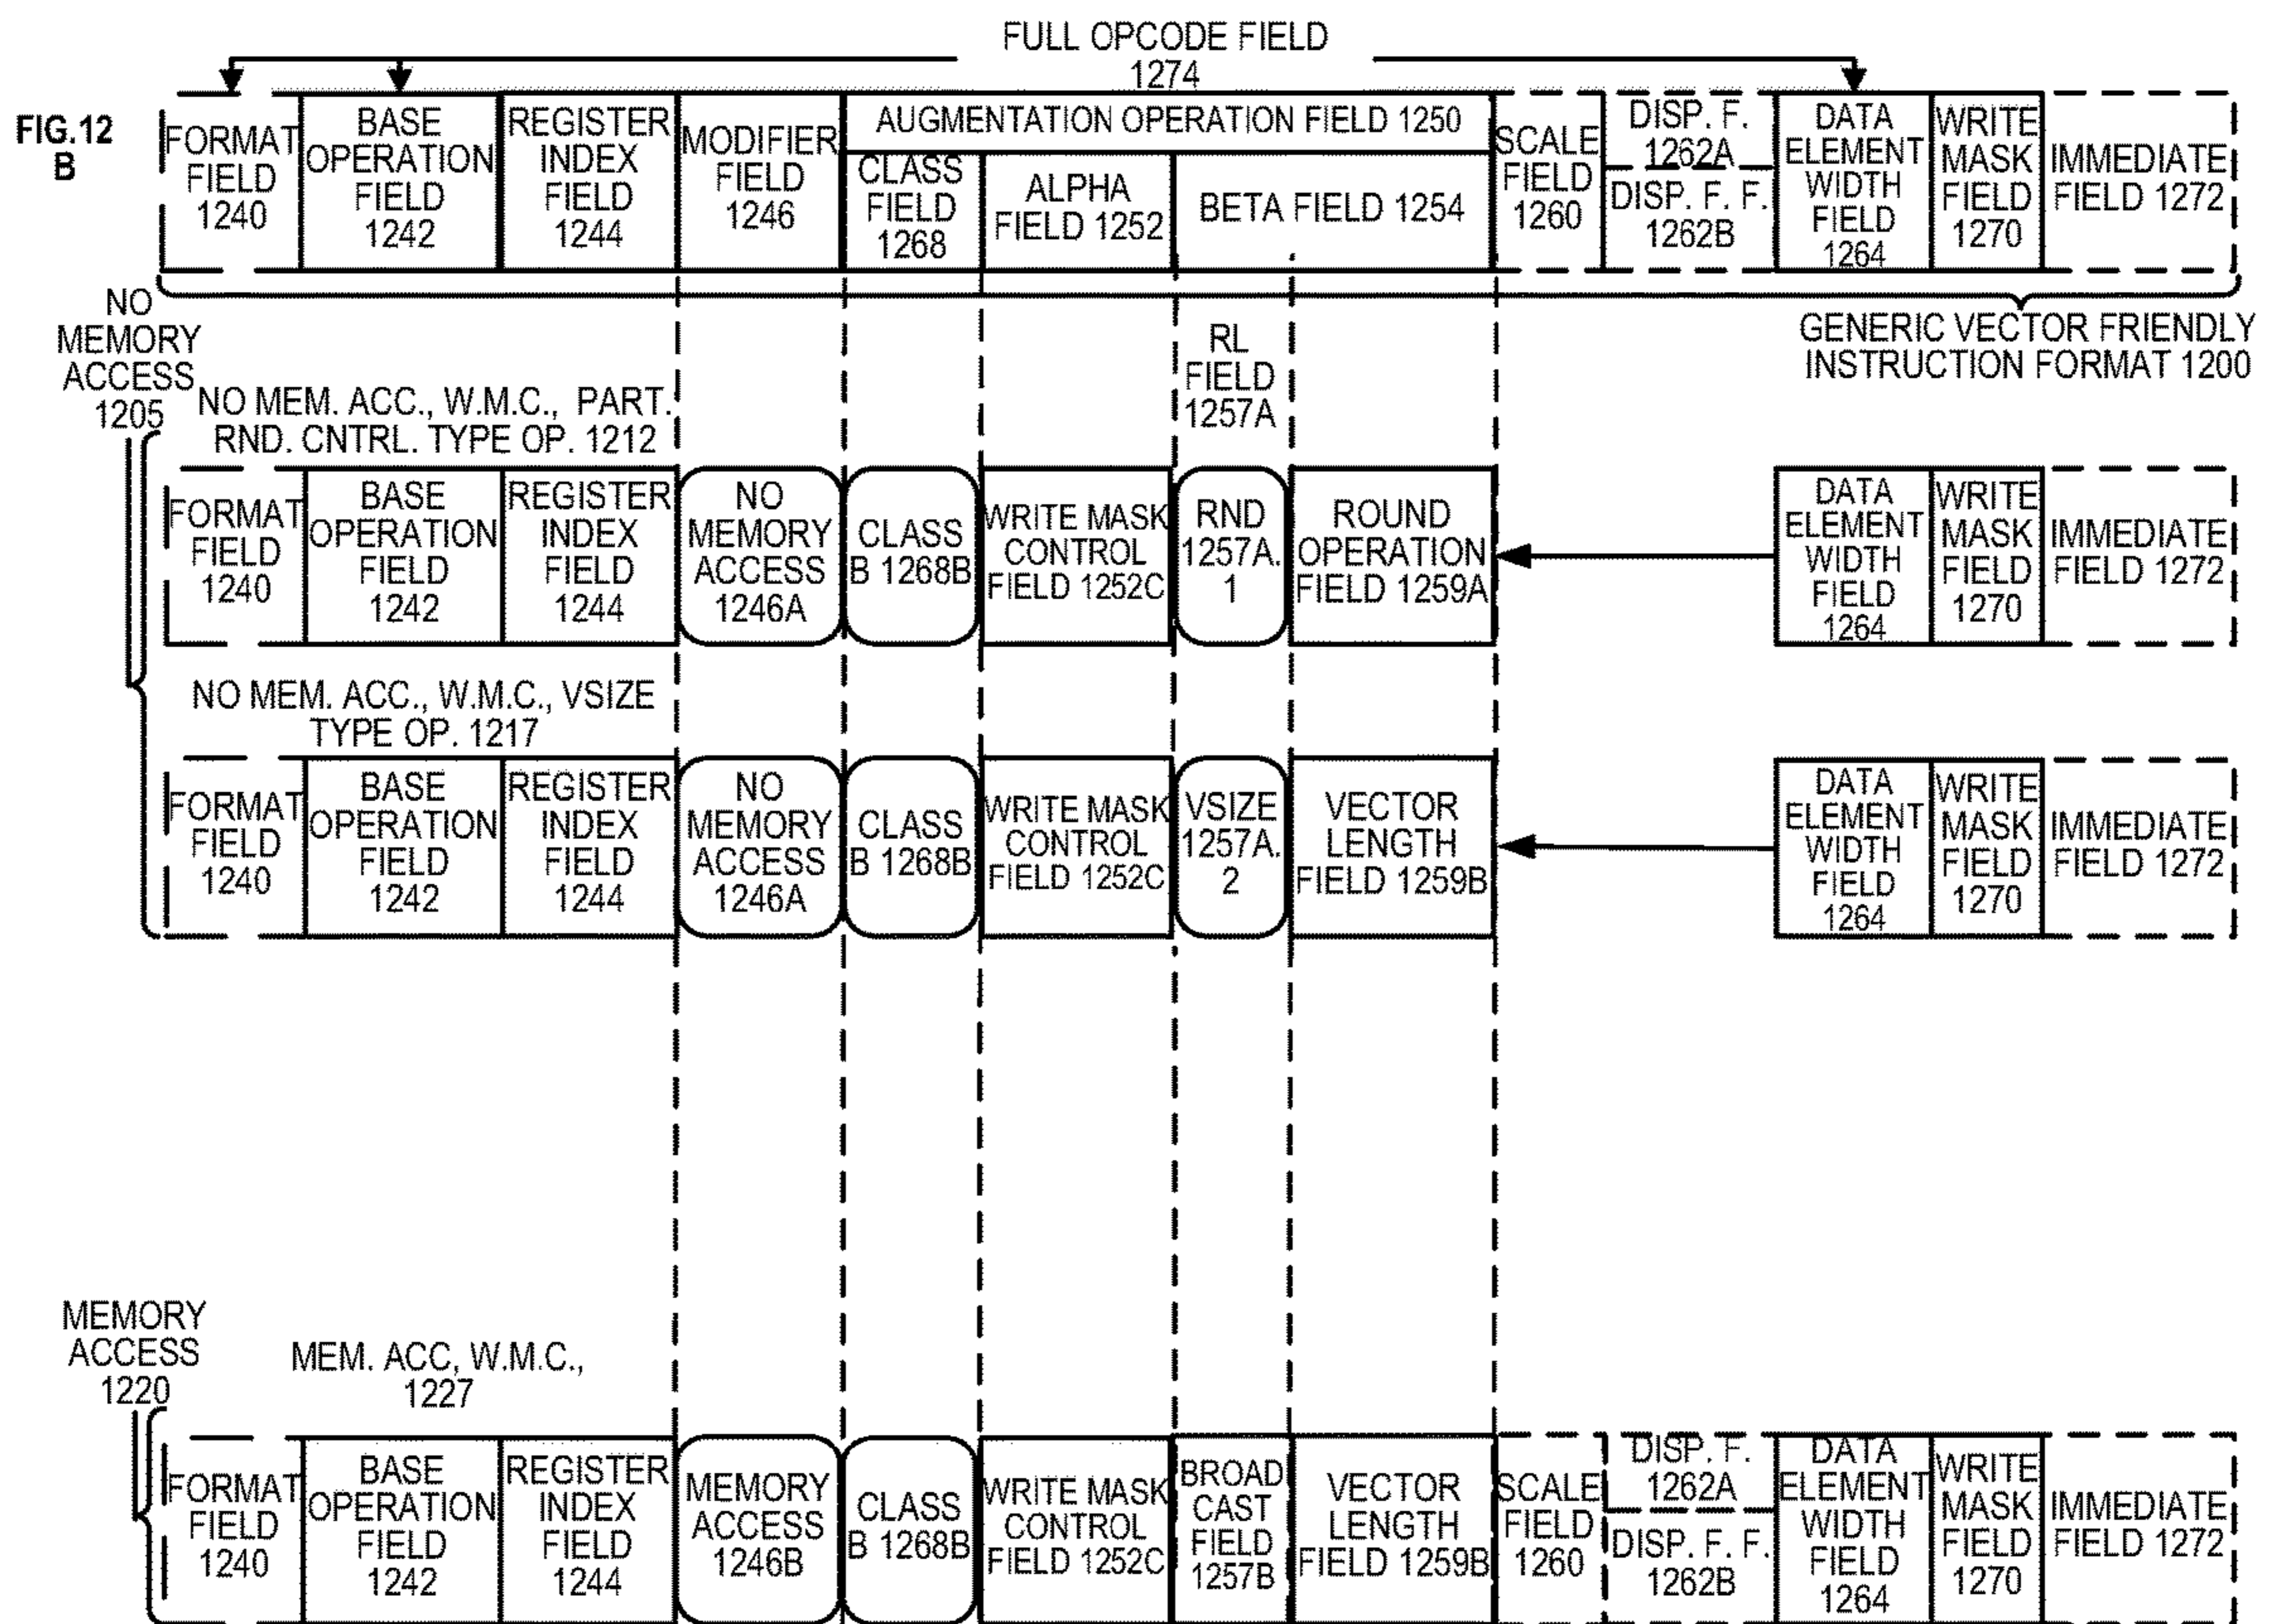 FULL OPCODE FIELD
1274
FIG.12
B
FORMAT
FIELD
1240
BASE
OPERATION
FIELD
1242
REGISTER
INDEX
FIELD
1244
MODIFIER
FIELD
1246
AUGMENTATION OPERATION FIELD 1250
CLASS
FIELD
1268
ALPHA
FIELD 1252
BETA FIELD 1254
SCALE
FIELD
1260
DISP. F.
1262A
DISP. F. F.
1262B
DATA
ELEMENT
WIDTH
FIELD
1264
WRITE
MASK
FIELD
1270
IMMEDIATE
FIELD 1272
GENERIC VECTOR FRIENDLY
INSTRUCTION FORMAT 1200
NO
MEMORY
ACCESS
1205
RL
FIELD
1257A
NO MEM. ACC., W.M.C., PART.
RND. CNTRL. TYPE OP. 1212
FORMAT
FIELD
1240
BASE
OPERATION
FIELD
1242
REGISTER
INDEX
FIELD
1244
NO
MEMORY
ACCESS
1246A
CLASS
B 1268B
WRITE MASK
CONTROL
FIELD 1252C
RND
1257A.
1
ROUND
OPERATION
FIELD 1259A
DATA
ELEMENT
WIDTH
FIELD
1264
WRITE
MASK
FIELD
1270
IMMEDIATE
FIELD 1272
NO MEM. ACC., W.M.C., VSIZE
TYPE OP. 1217
FORMAT
FIELD
1240
BASE
OPERATION
FIELD
1242
REGISTER
INDEX
FIELD
1244
NO
MEMORY
ACCESS
1246A
CLASS
B 1268B
WRITE MASK
CONTROL
FIELD 1252C
VSIZE
1257A.
2
VECTOR
LENGTH
FIELD 1259B
DATA
ELEMENT
WIDTH
FIELD
1264
WRITE
MASK
FIELD
1270
IMMEDIATE
FIELD 1272
MEMORY
ACCESS
1220
MEM. ACC, W.M.C.,
1227
FORMAT
FIELD
1240
BASE
OPERATION
FIELD
1242
REGISTER
INDEX
FIELD
1244
MEMORY
ACCESS
1246B
CLASS
B 1268B
WRITE MASK
CONTROL
FIELD 1252C
BROAD
CAST
FIELD
1257B
VECTOR
LENGTH
FIELD 1259B
SCALE
FIELD
1260
DISP. F.
1262A
DISP. F. F.
1262B
DATA
ELEMENT
WIDTH
FIELD
1264
WRITE
MASK
FIELD
1270
IMMEDIATE
FIELD 1272